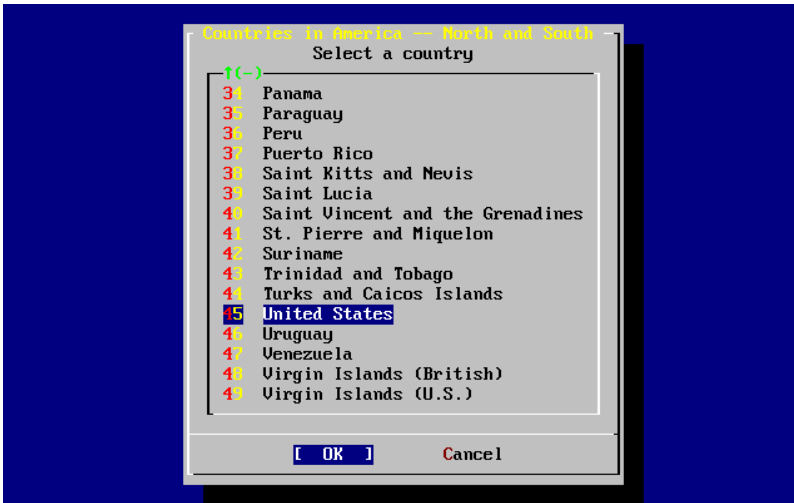 Countries in America -- North and South
Select a country
↑(-)
34 Panama
35 Paraguay
36 Peru
37 Puerto Rico
38 Saint Kitts and Nevis
39 Saint Lucia
40 Saint Vincent and the Grenadines
41 St. Pierre and Miquelon
42 Suriname
43 Trinidad and Tobago
44 Turks and Caicos Islands
45 United States
46 Uruguay
47 Venezuela
48 Virgin Islands (British)
49 Virgin Islands (U.S.)
[ OK ] Cancel